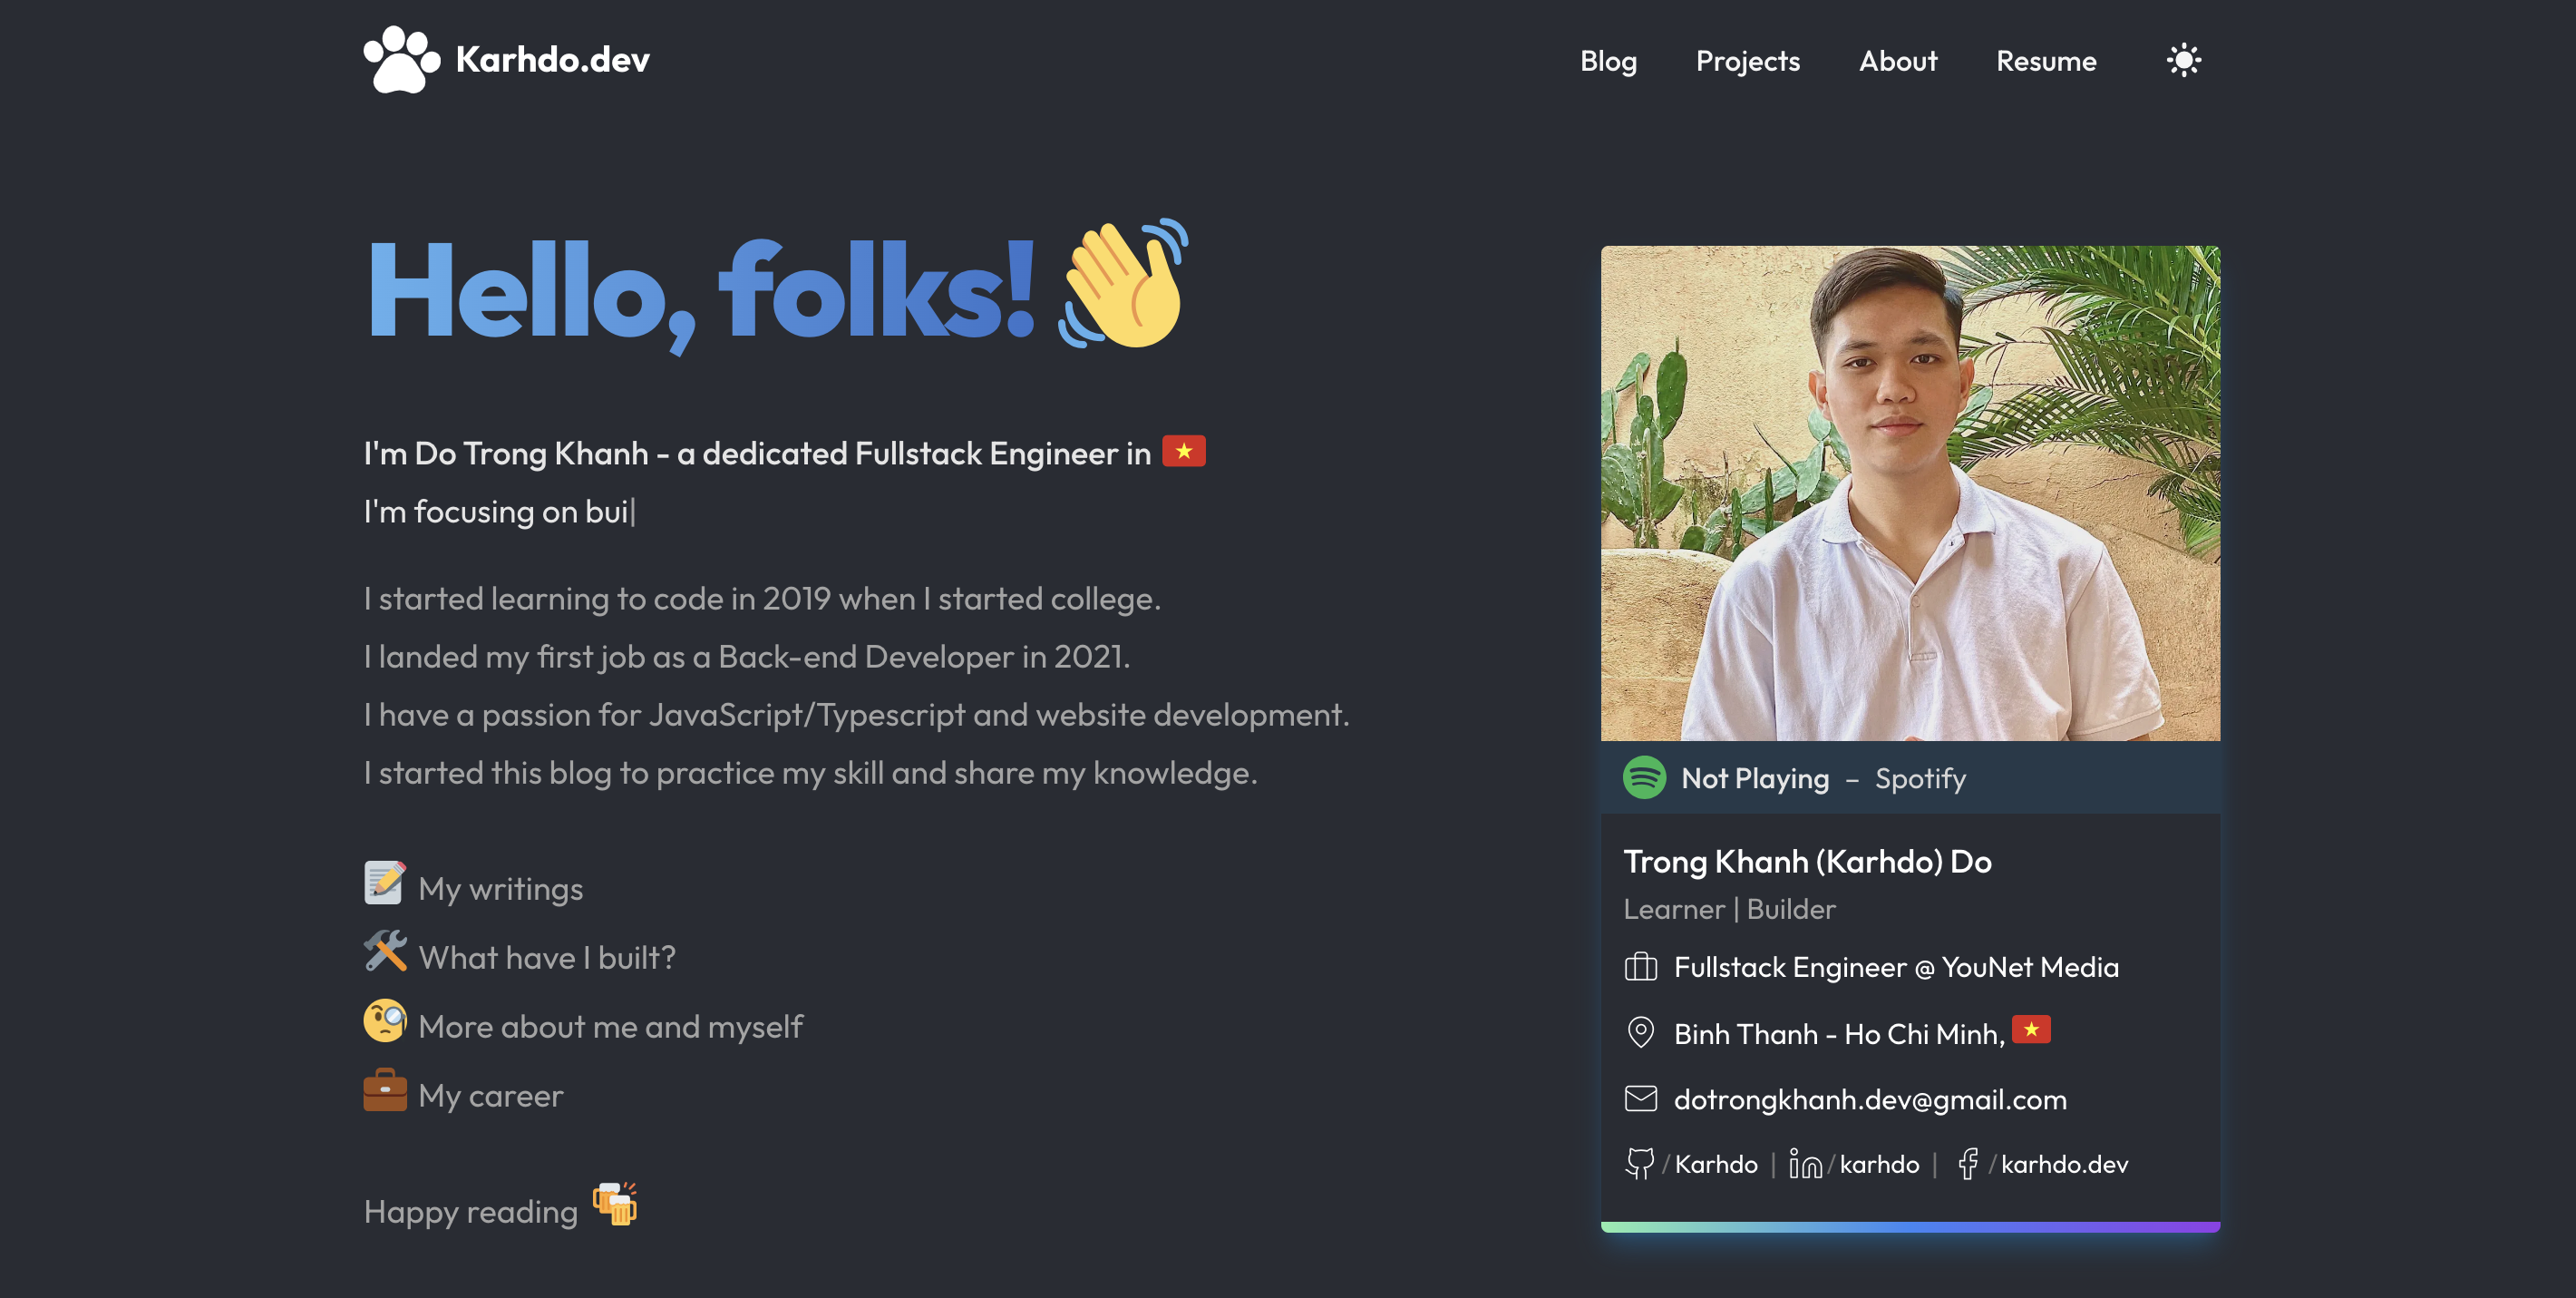 Karhdo.dev
Blog Projects About Resume
Hello, folks!
I'm Do Trong Khanh - a dedicated Fullstack Engineer in
I'm focusing on bui
I started learning to code in 2019 when I started college.
I landed my first job as a Back-end Developer in 2021.
I have a passion for JavaScript/Typescript and website development.
I started this blog to practice my skill and share my knowledge.
My writings
What have I built?
More about me and myself
My career
Happy reading
Not Playing – Spotify
Trong Khanh (Karhdo) Do
Learner | Builder
Fullstack Engineer @ YouNet Media
Binh Thanh - Ho Chi Minh,
dotrongkhanh.dev@gmail.com
/Karhdo | in/karhdo | f/karhdo.dev